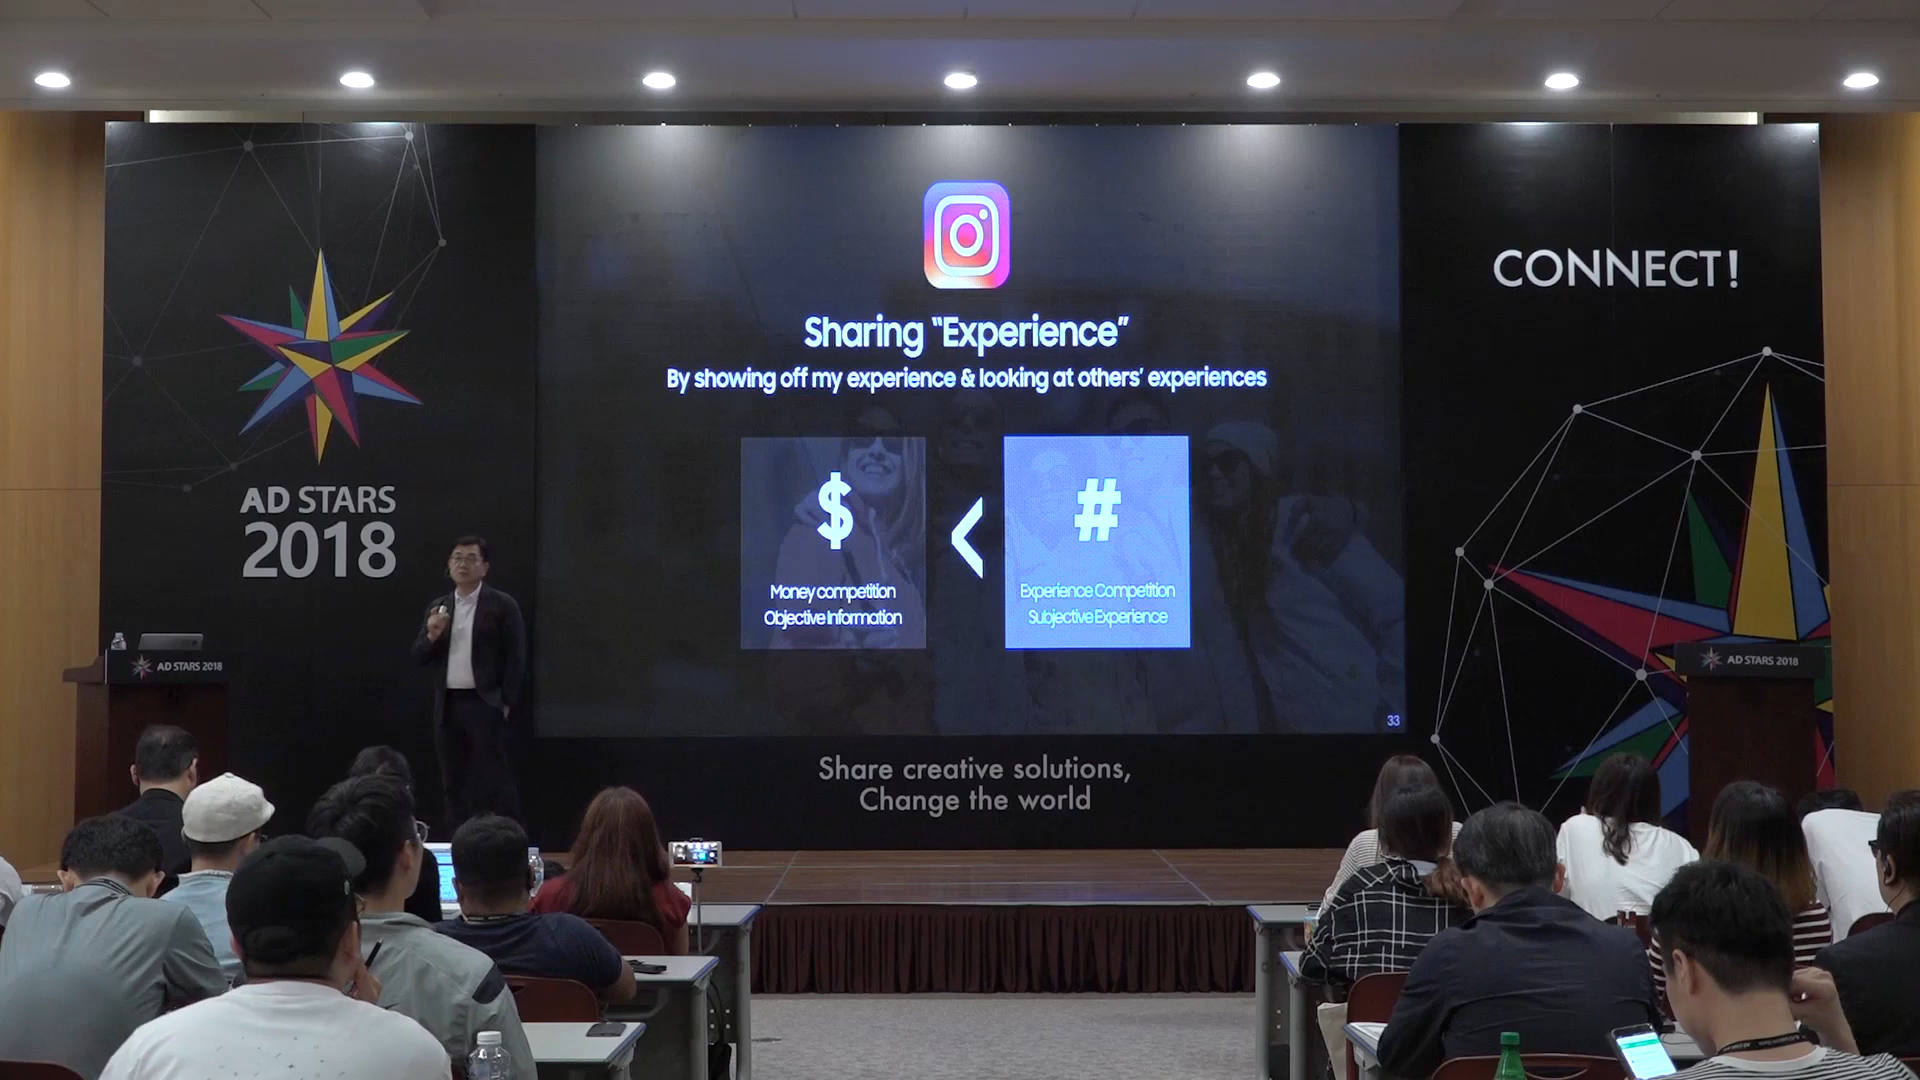 CONNECT!
Sharing “Experience”
By showing off my experience & looking at others’ experiences
$
<
#
Money competition
Objective Information
Experience Competition
Subjective Experience
33
AD STARS
2018
AD STARS 2018
AD STARS 2018
Share creative solutions,
Change the world